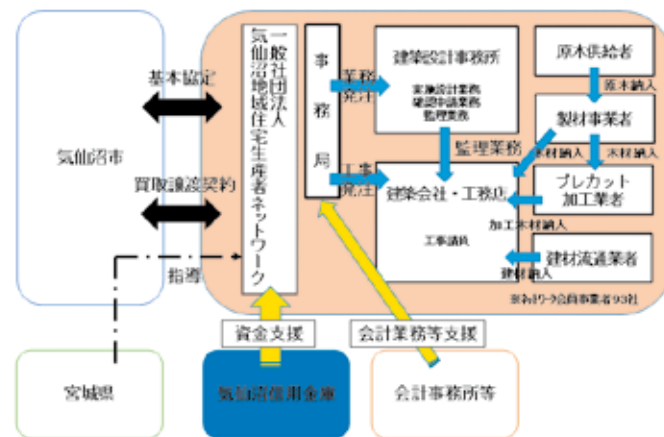 気仙沼市
基本協定
買取譲渡契約
指導
一般社団法人
気仙沼地域住宅生産者ネットワーク
事務局
業務
発注
工事
発注
建築設計事務所
実施設計業務
確認申請業務
監理業務
監理業務
建築会社・工務店
工事請負
原木供給者
原木納入
製材事業者
木材納入
木材納入
プレカット
加工業者
加工木材納入
建材流通業者
建材納入
※ネットワーク会員事業者93社
資金支援
会計業務等支援
宮城県
気仙沼信用金庫
会計事務所等